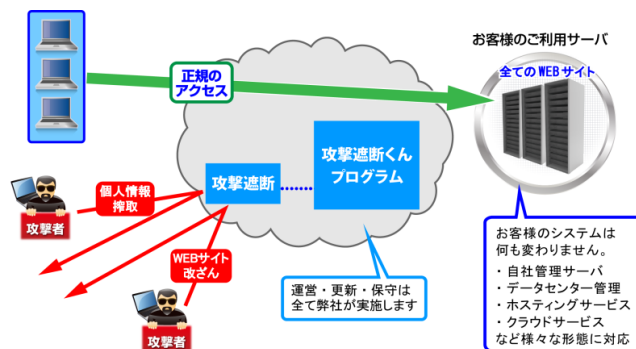 お客様のご利用サーバ
全てのWEBサイト
正規の
アクセス
攻撃遮断くん
プログラム
攻撃遮断
個人情報
搾取
攻撃者
WEBサイト
改ざん
攻撃者
運営・更新・保守は
全て弊社が実施します
お客様のシステムは
何も変わりません。
・自社管理サーバ
・データセンター管理
・ホスティングサービス
・クラウドサービス
など様々な形態に対応